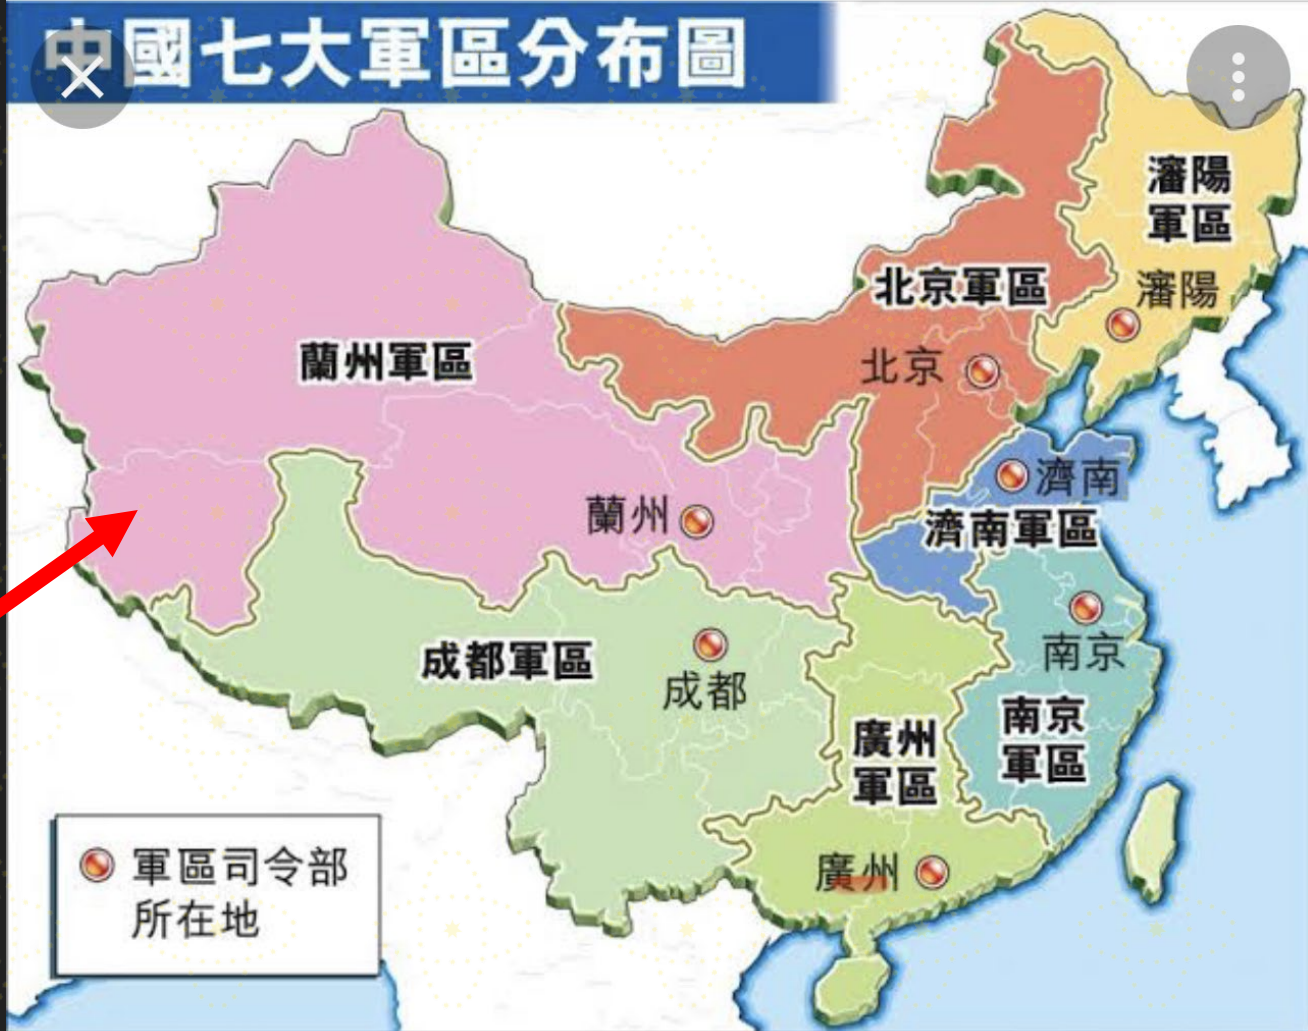 中國七大軍區分布圖
瀋陽
軍區
瀋陽
北京軍區
北京
蘭州軍區
濟南
蘭州
濟南軍區
南京
成都軍區
成都
南京
軍區
廣州
軍區
廣州
軍區司令部
所在地